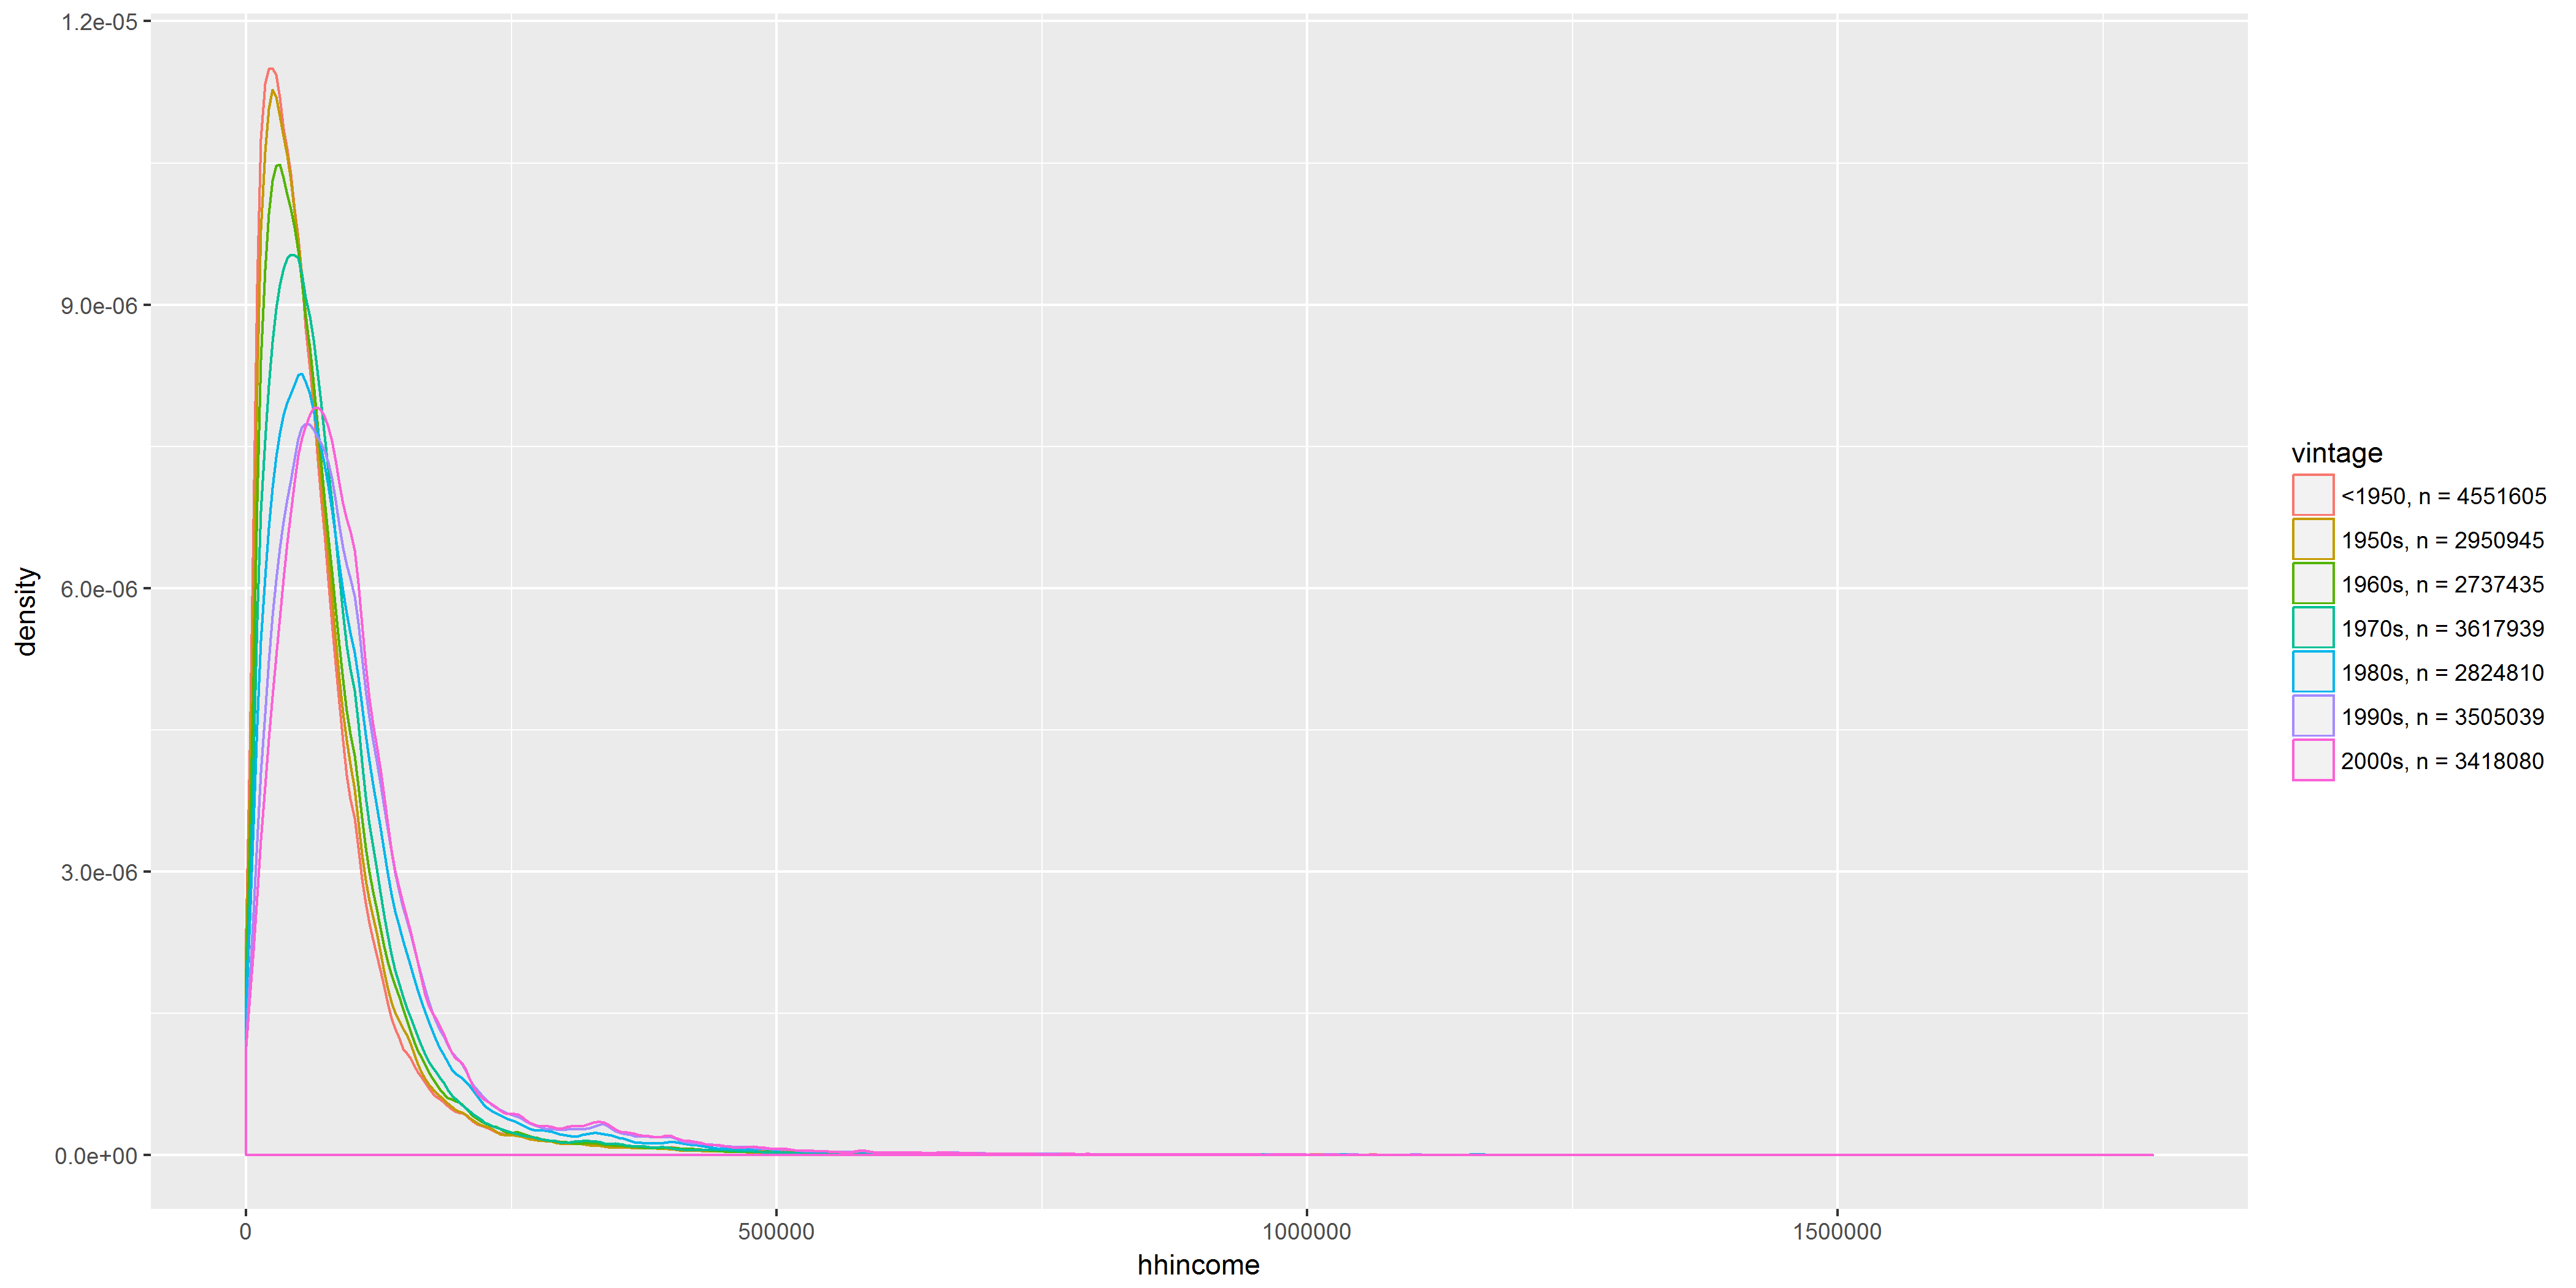 1.2e-05
9.0e-06
6.0e-06
3.0e-06
0.0e+00
density
0 500000 1000000 1500000
hhincome
vintage
<1950, n = 4551605
1950s, n = 2950945
1960s, n = 2737435
1970s, n = 3617939
1980s, n = 2824810
1990s, n = 3505039
2000s, n = 3418080